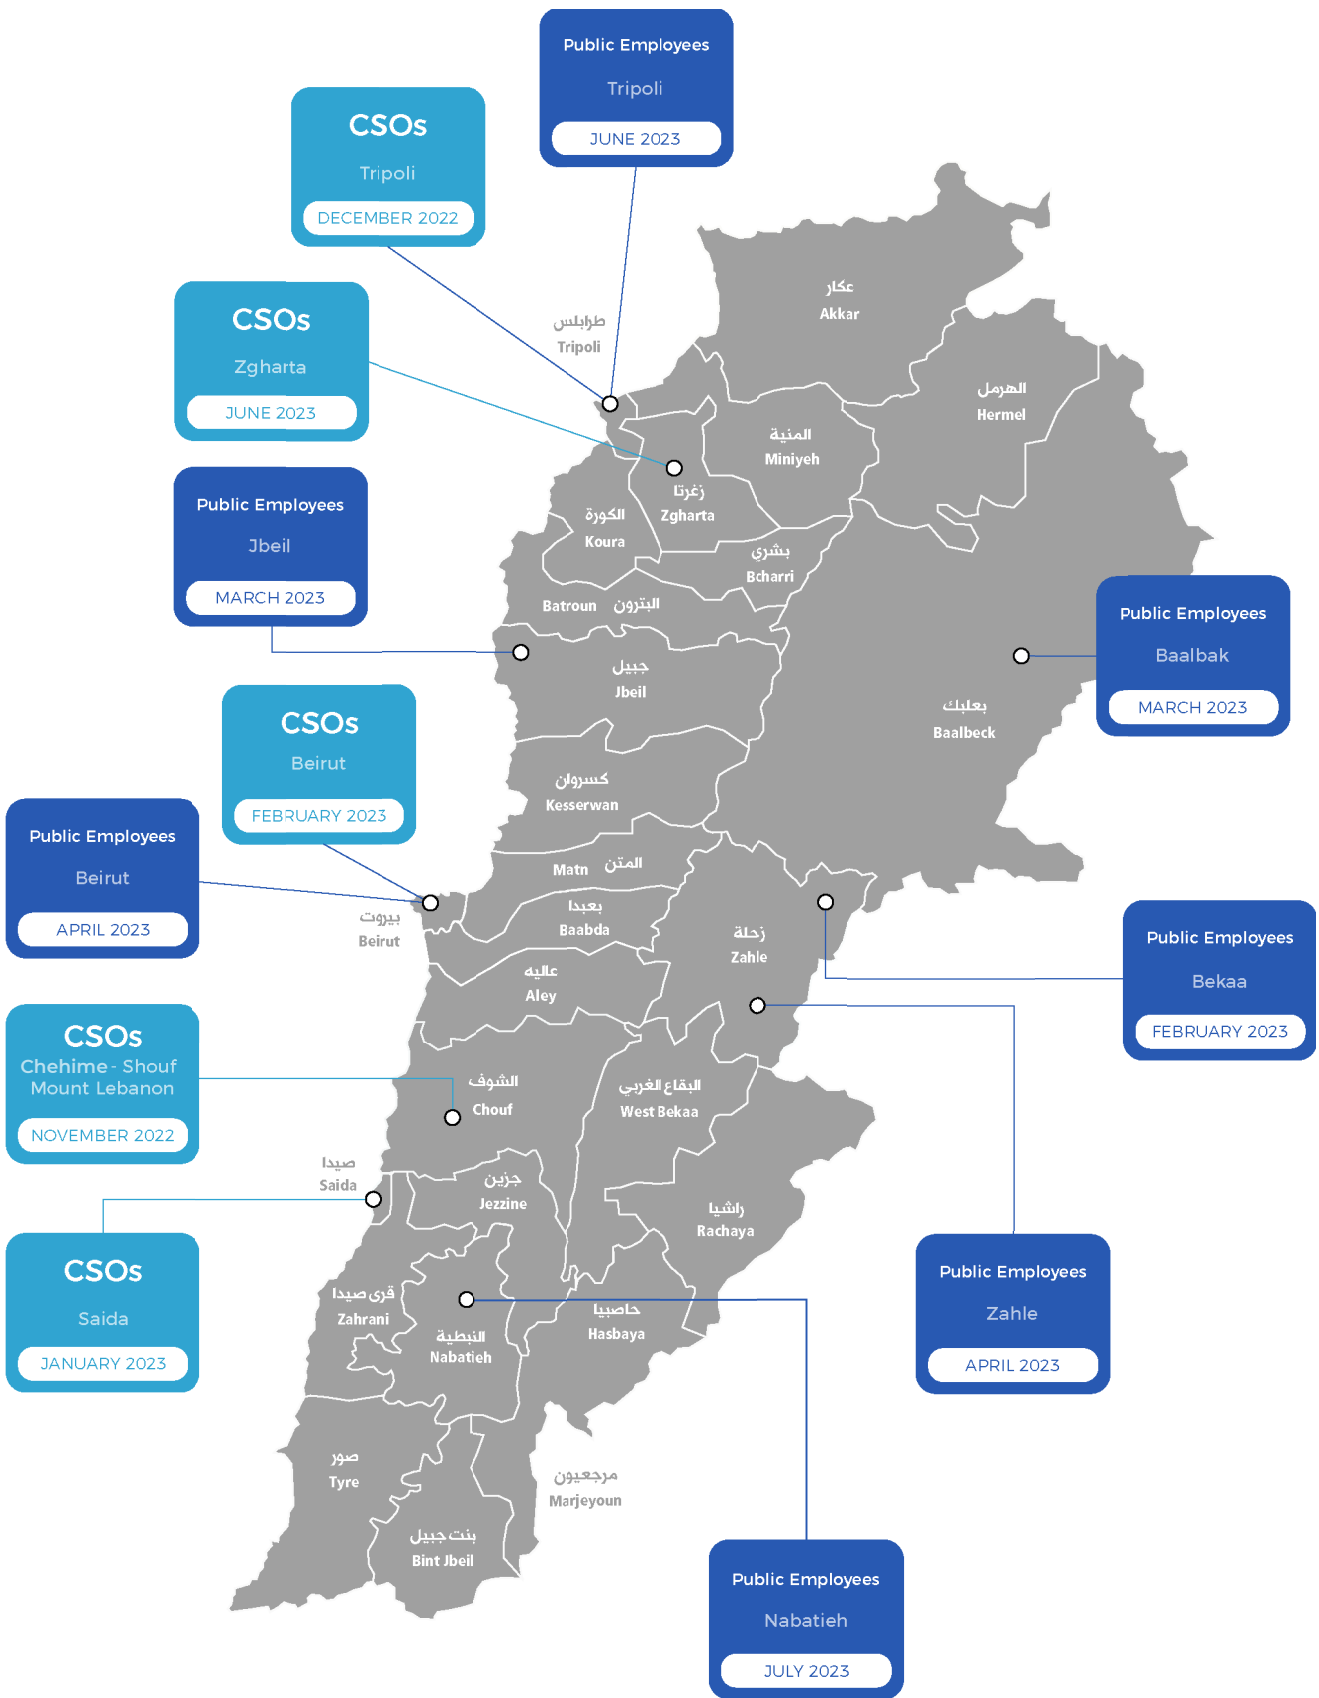 Public Employees
Tripoli
JUNE 2023
CSOs
Tripoli
DECEMBER 2022
CSOs
Zgharta
JUNE 2023
Public Employees
Jbeil
MARCH 2023
CSOs
Beirut
FEBRUARY 2023
Public Employees
Beirut
APRIL 2023
CSOs
Chehime - Shouf
Mount Lebanon
NOVEMBER 2022
CSOs
Saida
JANUARY 2023
Public Employees
Baalbak
MARCH 2023
Public Employees
Bekaa
FEBRUARY 2023
Public Employees
Zahle
APRIL 2023
Public Employees
Nabatieh
JULY 2023
عكار
Akkar
طرابلس
Tripoli
الهرمل
Hermel
المنية
Miniyeh
زغرتا
Zgharta
الكورة
Koura
بشري
Bcharri
Batroun البترون
جبيل
Jbeil
بعلبك
Baalbeck
كسروان
Kesserwan
Matn المتن
بعبدا
Baabda
بيروت
Beirut
زحلة
Zahle
عاليه
Aley
الشوف
Chouf
البقاع الغربي
West Bekaa
صيدا
Saida
جزين
Jezzine
راشيا
Rachaya
قرى صيدا
Zahrani
النبطية
Nabatieh
حاصبيا
Hasbaya
صور
Tyre
مرجعيون
Marjeyoun
بنت جبيل
Bint Jbeil